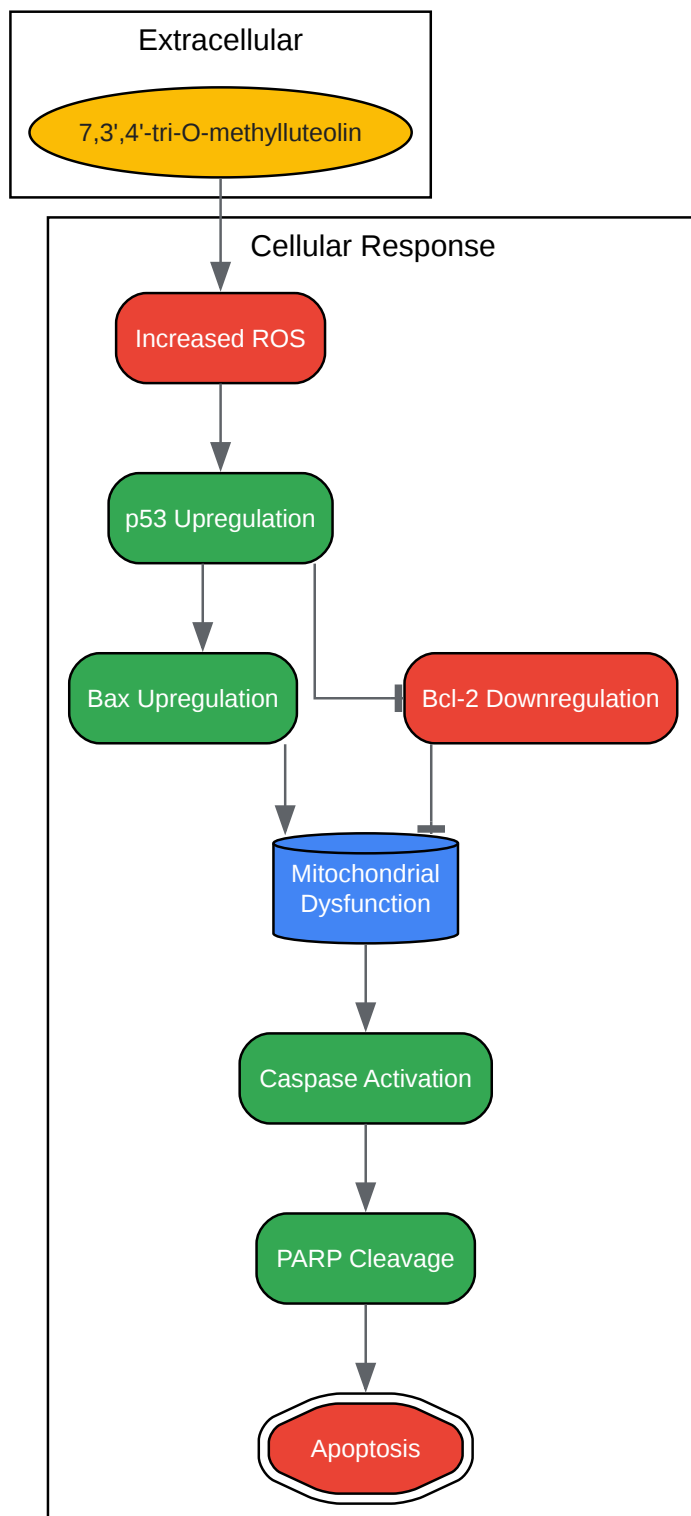 Extracellular
7,3',4'-tri-O-methylluteolin
Cellular Response
Increased ROS
p53 Upregulation
Bax Upregulation
Bcl-2 Downregulation
Mitochondrial
Dysfunction
Caspase Activation
PARP Cleavage
Apoptosis